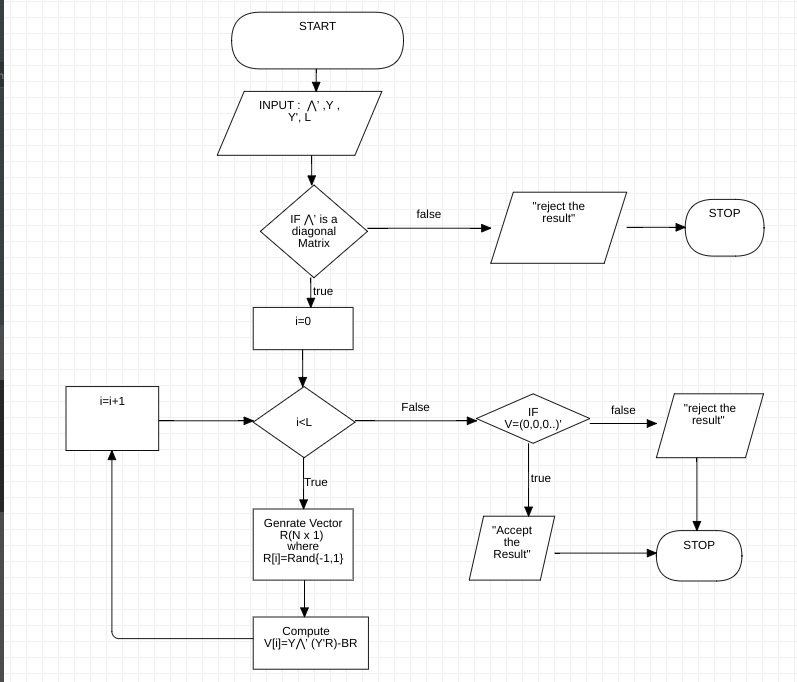 START
INPUT : ⋀' ,Y ,
Y', L
IF ⋀' is a
diagonal
Matrix
false
"reject the
result"
STOP
true
i=0
i=i+1
i<L
False
IF
V=(0,0,0..)'
false
"reject the
result"
True
true
Genrate Vector
R(N x 1)
where
R[i]=Rand{-1,1}
"Accept
the
Result"
STOP
Compute
V[i]=Y⋀' (Y'R)-BR